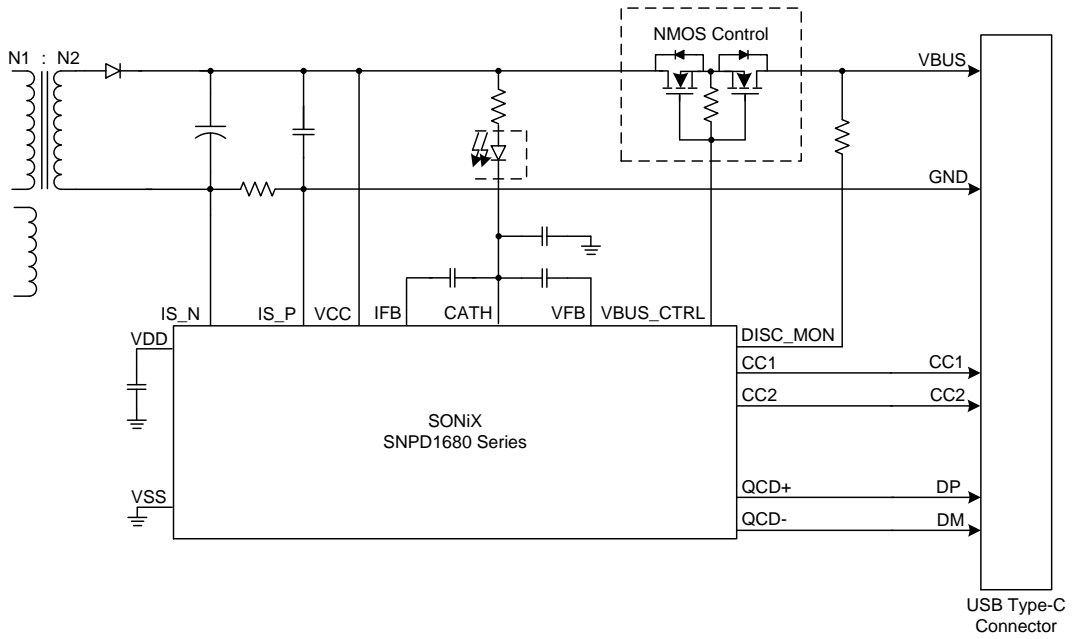 NMOS Control
N1 : N2
VBUS
GND
IS_N
IS_P
VCC
IFB
CATH
VFB
VBUS_CTRL
VDD
DISC_MON
CC1
CC1
CC2
CC2
SONiX
SNPD1680 Series
VSS
QCD+
DP
QCD-
DM
USB Type-C
Connector